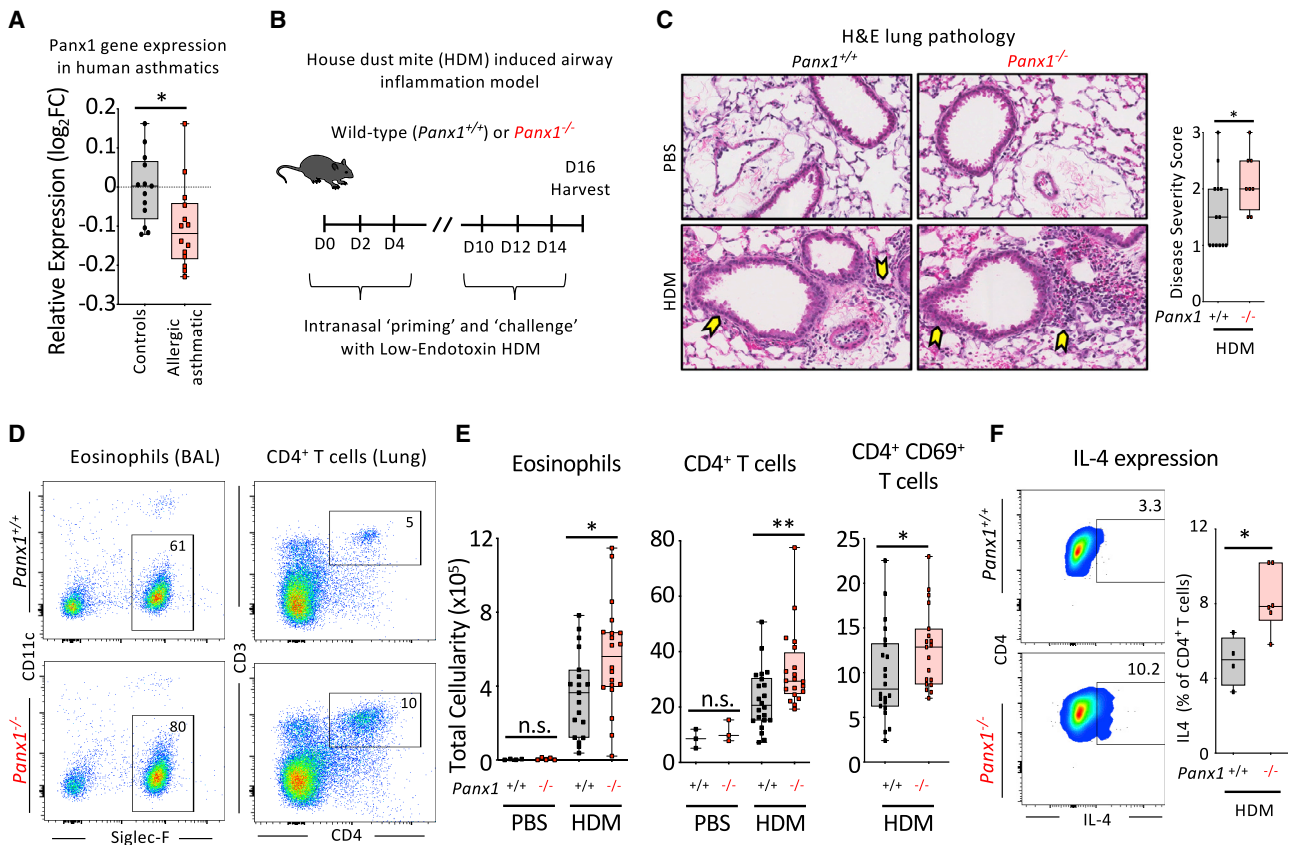 A
Panx1 gene expression
in human asthmatics
Relative Expression (log2FC)
0.2
0.1
0
-0.1
-0.2
-0.3
*
Controls
Allergic
asthmatic
B
House dust mite (HDM) induced airway
inflammation model
Wild-type (Panx1+/+) or Panx1-/-
D16
Harvest
D0 D2 D4 // D10 D12 D14
Intranasal ‘priming’ and ‘challenge’
with Low-Endotoxin HDM
C
H&E lung pathology
Panx1+/+ Panx1-/-
PBS
HDM
Disease Severity Score
3
2
1
0
*
Panx1 +/+ -/-
HDM
D
Eosinophils (BAL) CD4+ T cells (Lung)
Panx1+/+
61
5
Panx1-/-
80
10
CD11c
CD3
Siglec-F
CD4
E
Eosinophils
Total Cellularity (x10⁵)
12
8
4
0
n.s.
*
Panx1 +/+ -/- +/+ -/-
PBS HDM
CD4+ T cells
80
60
40
20
0
n.s.
**
+/+ -/- +/+ -/-
PBS HDM
CD4+ CD69+
T cells
25
20
15
10
5
0
*
+/+ -/-
HDM
F
IL-4 expression
Panx1+/+
3.3
Panx1-/-
10.2
CD4
IL-4
IL4 (% of CD4+ T cells)
12
8
4
0
*
Panx1 +/+ -/-
HDM